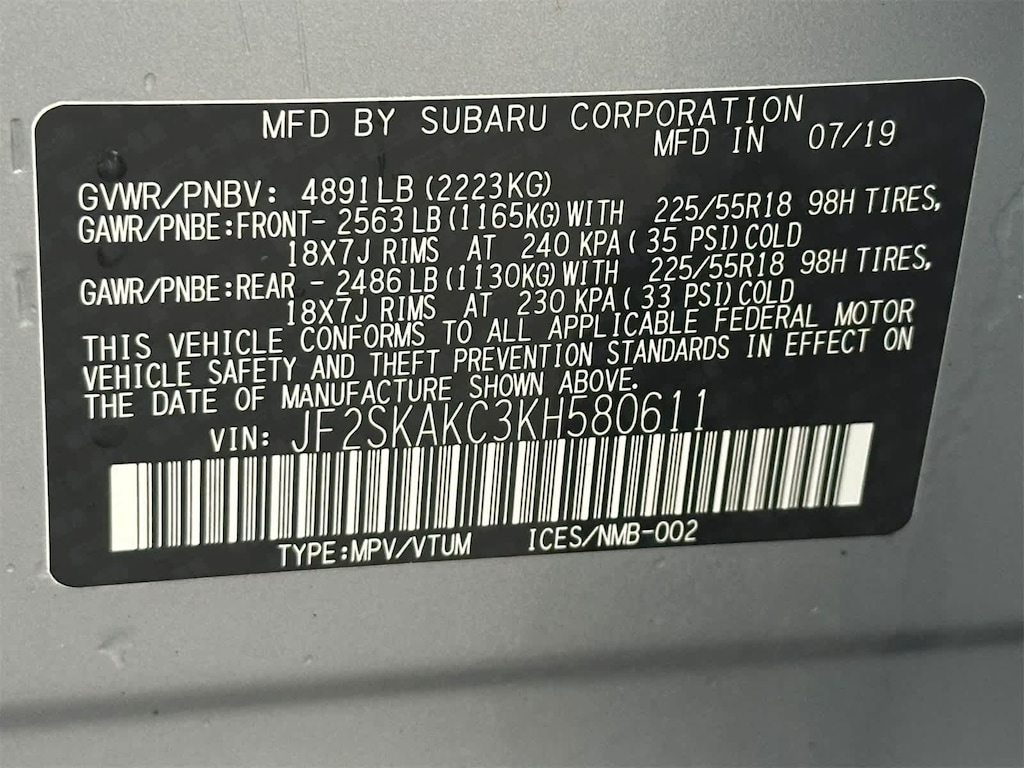 MFD BY SUBARU CORPORATION
MFD IN 07/19
GVWR/PNBV: 4891LB (2223KG)
GAWR/PNBE:FRONT- 2563 LB (1165KG) WITH 225/55R18 98H TIRES,
18X7J RIMS AT 240 KPA ( 35 PSI) COLD
GAWR/PNBE:REAR - 2486 LB (1130KG) WITH 225/55R18 98H TIRES,
18X7J RIMS AT 230 KPA ( 33 PSI) COLD
THIS VEHICLE CONFORMS TO ALL APPLICABLE FEDERAL MOTOR
VEHICLE SAFETY AND THEFT PREVENTION STANDARDS IN EFFECT ON
THE DATE OF MANUFACTURE SHOWN ABOVE.
VIN: JF2SKAKC3KH580611
TYPE:MPV/VTUM ICES/NMB-002